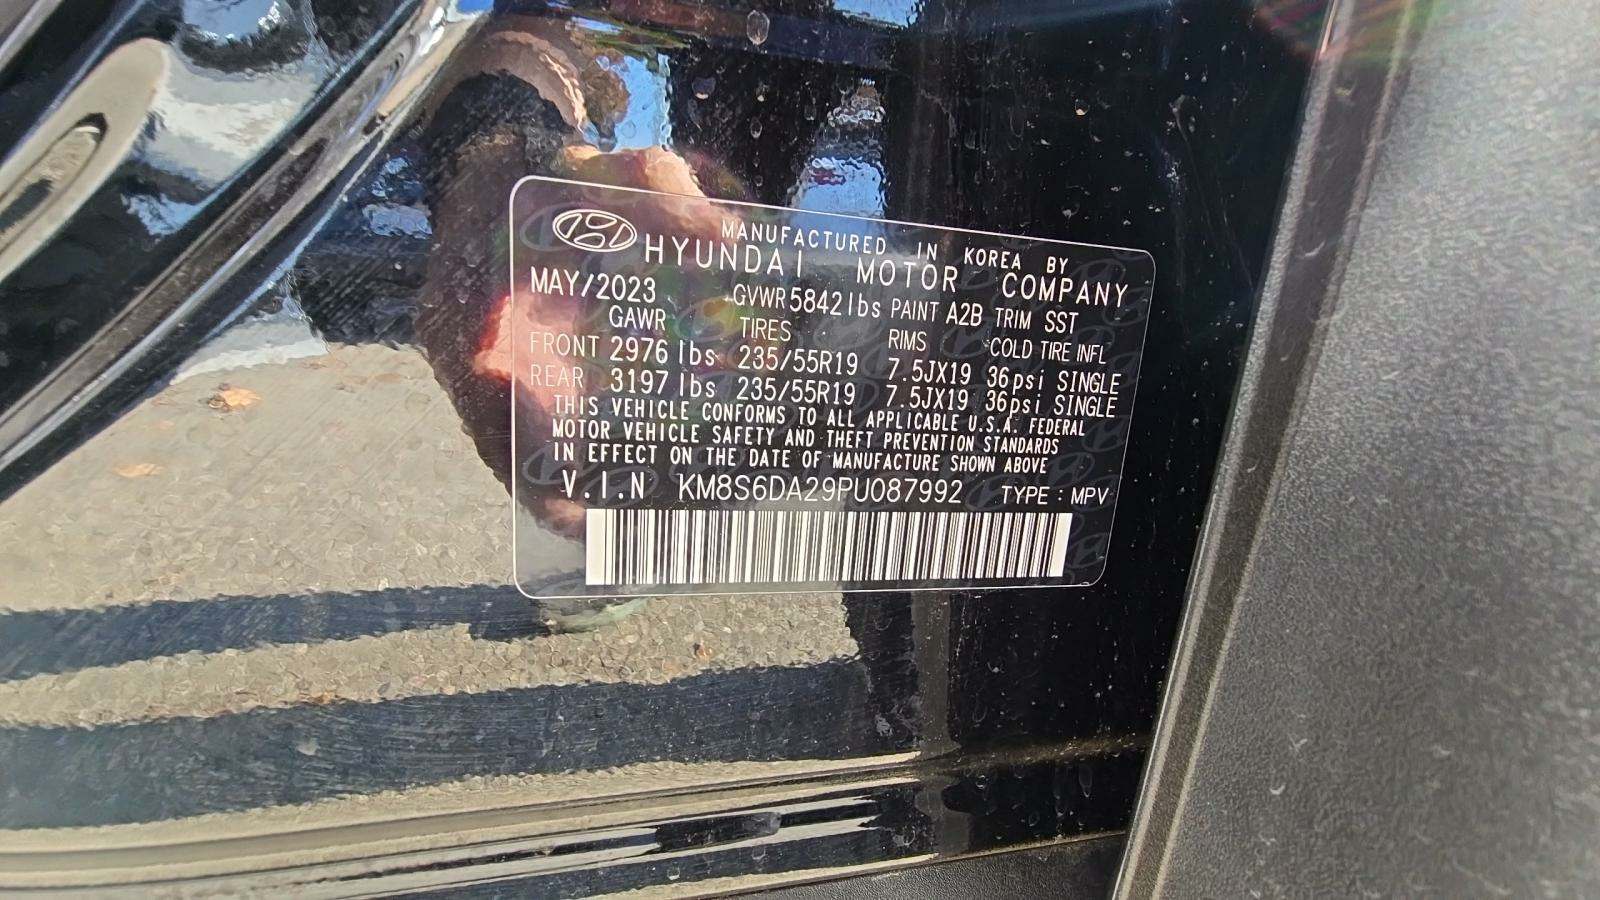 MANUFACTURED IN KOREA BY
HYUNDAI MOTOR COMPANY
MAY/2023 GVWR 5842 lbs PAINT A2B TRIM SST
GAWR TIRES RIMS COLD TIRE INFL
FRONT 2976 lbs 235/55R19 7.5JX19 36psi SINGLE
REAR 3197 lbs 235/55R19 7.5JX19 36psi SINGLE
THIS VEHICLE CONFORMS TO ALL APPLICABLE U.S.A. FEDERAL
MOTOR VEHICLE SAFETY AND THEFT PREVENTION STANDARDS
IN EFFECT ON THE DATE OF MANUFACTURE SHOWN ABOVE
V.I.N KM8S6DA29PU087992 TYPE : MPV